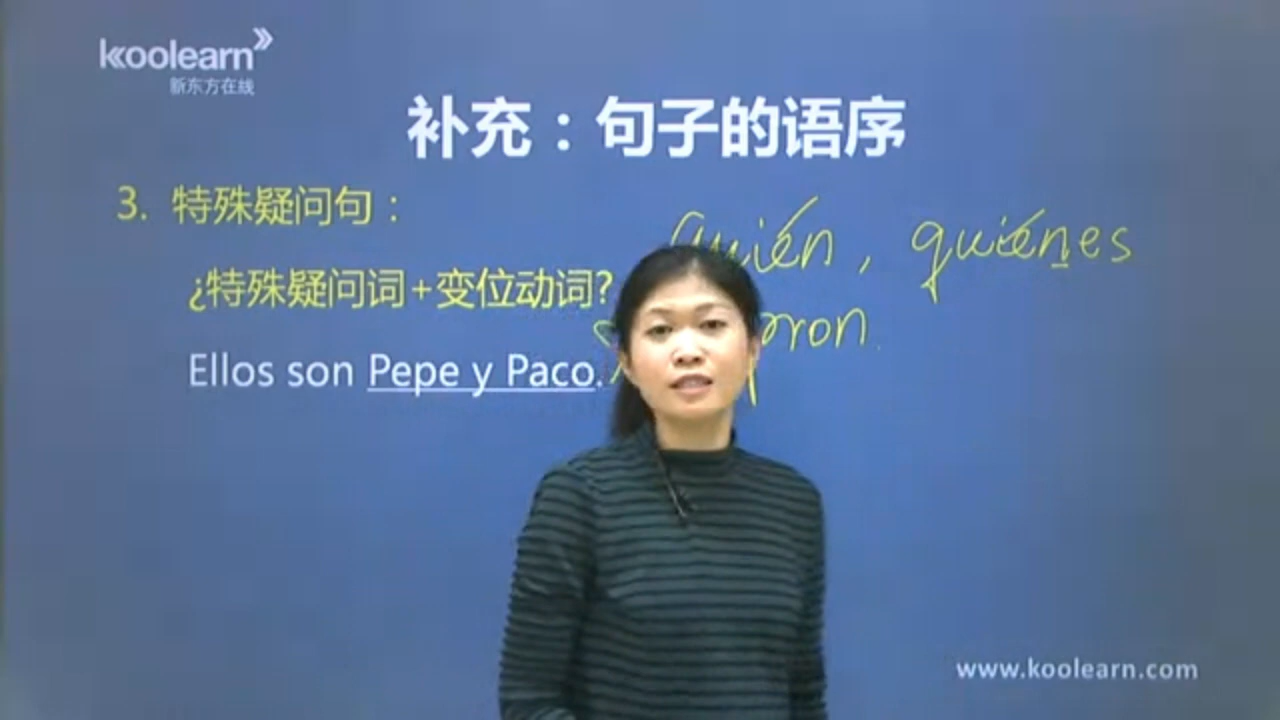 koolearn
新东方在线
补充：句子的语序
3. 特殊疑问句：
quién, quiénes
¿特殊疑问词+变位动词?
Ellos son Pepe y Paco.
www.koolearn.com